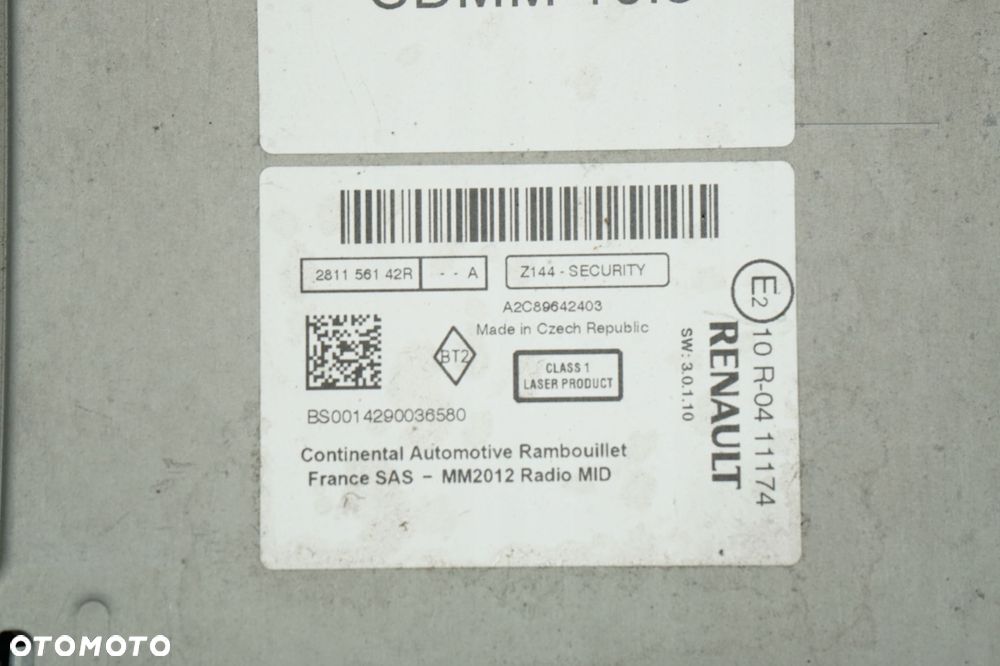 2811 561 42R
- - A
Z144 - SECURITY
A2C89642403
Made in Czech Republic
BT2
CLASS 1
LASER PRODUCT
BS0014290036580
Continental Automotive Rambouillet
France SAS - MM2012 Radio MID
SW: 3.0.1.10
RENAULT
E2 10 R-04 11174
OTOMOTO